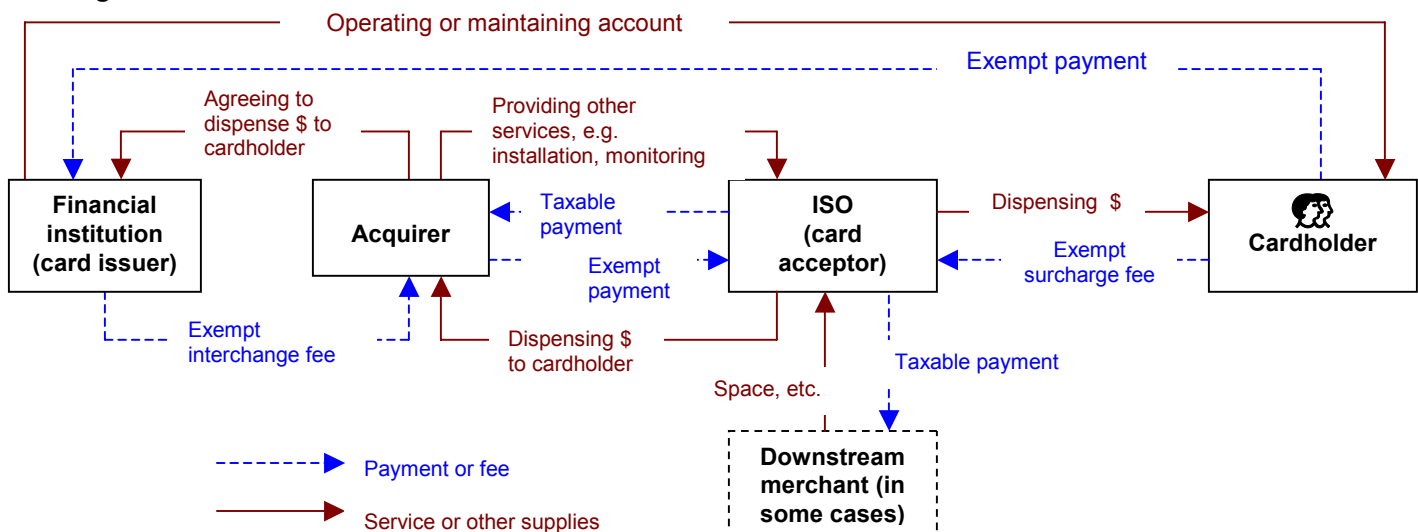 Operating or maintaining account
Exempt payment
Agreeing to
dispense $ to
cardholder
Providing other
services, e.g.
installation, monitoring
Financial
institution
(card issuer)
Acquirer
Taxable
payment
Exempt
payment
ISO
(card
acceptor)
Dispensing $
Exempt
surcharge fee
Cardholder
Exempt
interchange fee
Dispensing $
to cardholder
Taxable payment
Space, etc.
Downstream
merchant (in
some cases)
Payment or fee
Service or other supplies